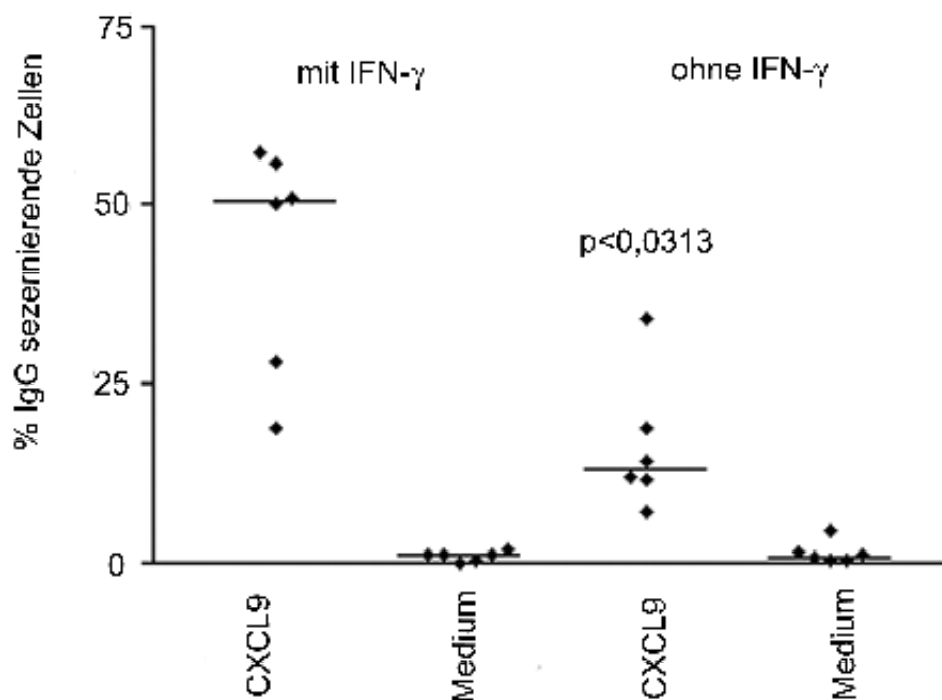 % IgG sezernierende Zellen
75
50
25
0
mit IFN-γ
ohne IFN-γ
p<0,0313
CXCL9
Medium
CXCL9
Medium